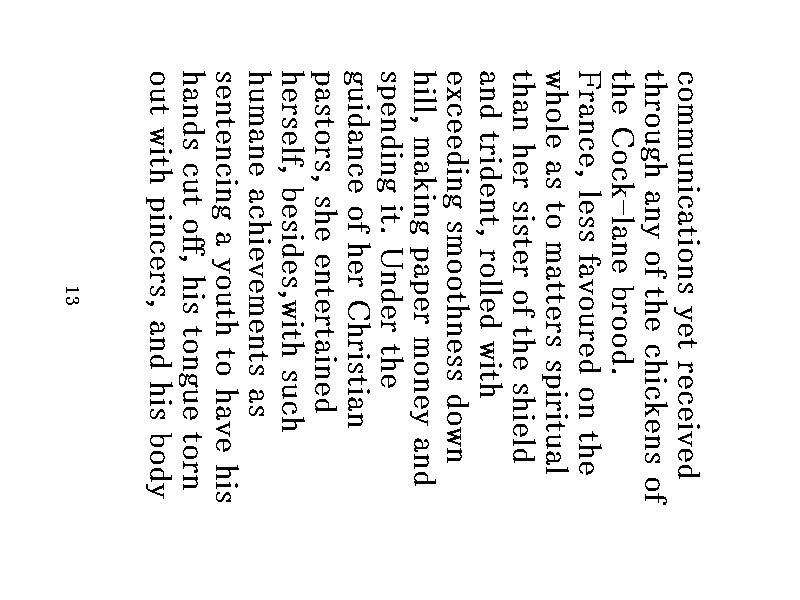 communications yet received
through any of the chickens of
the Cock-lane brood.
France, less favoured on the
whole as to matters spiritual
than her sister of the shield
and trident, rolled with
exceeding smoothness down
hill, making paper money and
spending it. Under the
guidance of her Christian
pastors, she entertained
herself, besides,with such
humane achievements as
sentencing a youth to have his
hands cut off, his tongue torn
out with pincers, and his body
13